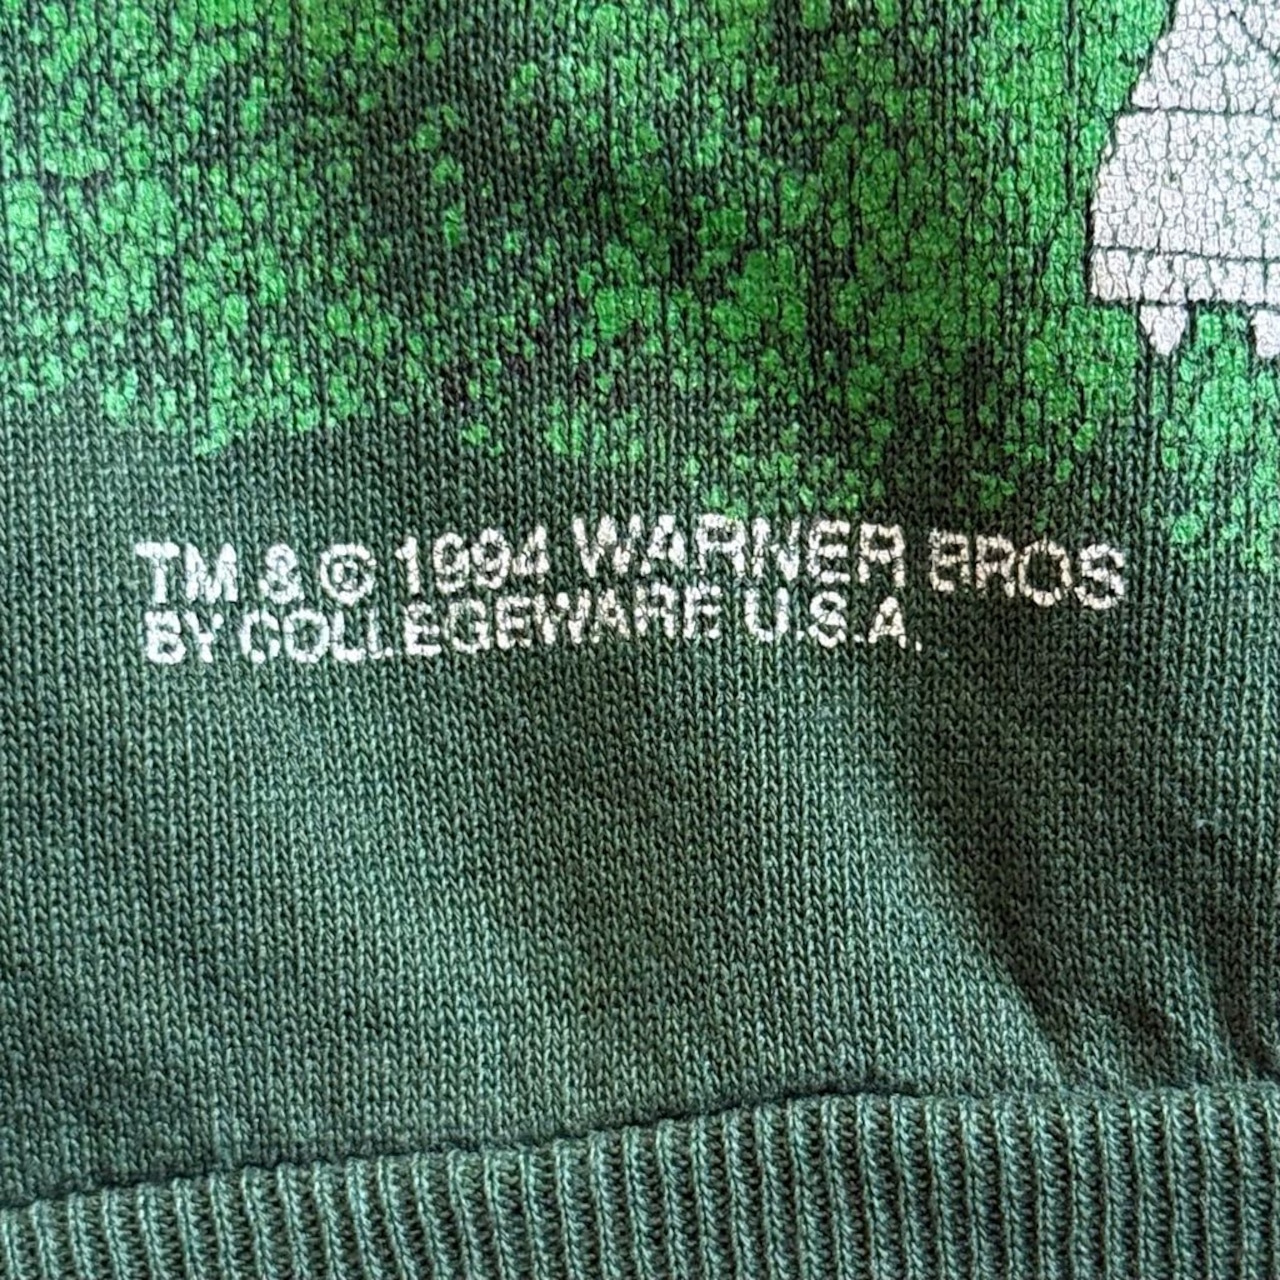 TM & © 1994 WARNER BROS
BY COLLEGEWARE U.S.A.